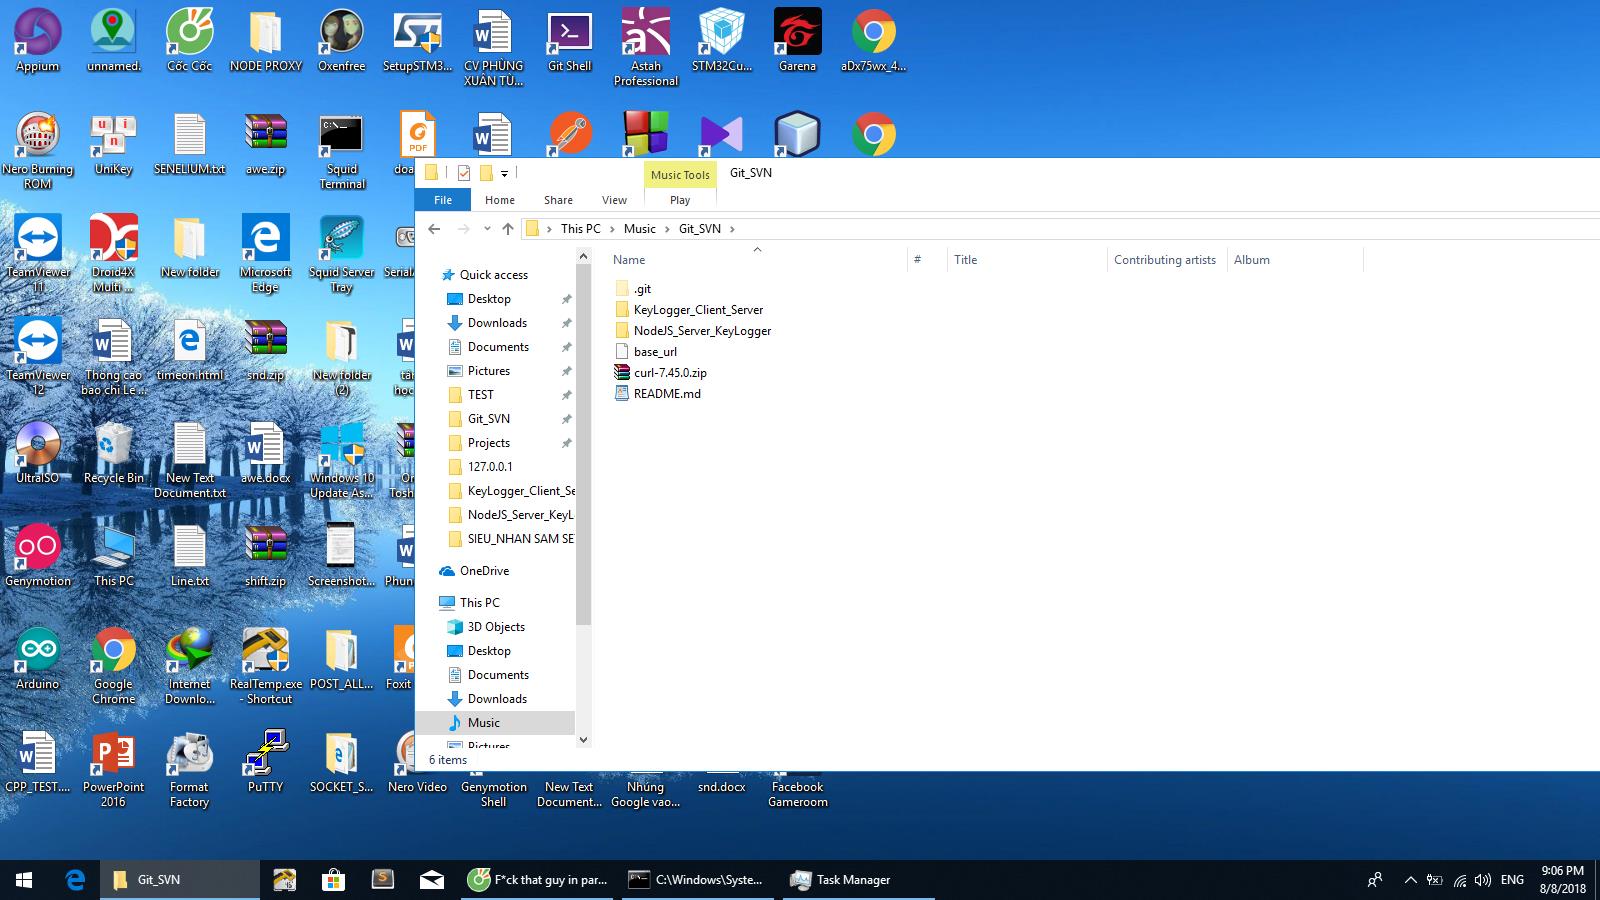 Appium
unnamed.
Cốc Cốc
NODE PROXY
Oxenfree
SetupSTM3...
CV PHÙNG
XUÂN TÙ...
Git Shell
Astah
Professional
STM32Cu...
Garena
aDx75wx_4...
Nero Burning
ROM
UniKey
SENELIUM.txt
awe.zip
Squid
Terminal
PDF
doa
TeamViewer
11
Droid4X
Multi ...
New folder
Microsoft
Edge
Squid Server
Tray
SerialA
TeamViewer
12
Thông cáo
báo chí Le ...
timeon.html
snd.zip
New folder
(2)
UltraISO
Recycle Bin
New Text
Document.txt
awe.docx
Windows 10
Update As...
Genymotion
This PC
Line.txt
shift.zip
Screenshot...
Phun
Arduino
Google
Chrome
Internet
Downlo...
RealTemp.exe
- Shortcut
POST_ALL...
Foxit
CPP_TEST....
PowerPoint
2016
Format
Factory
PuTTY
SOCKET_S...
Nero Video
Genymotion
Shell
New Text
Document...
Nhúng
Google vao...
snd.docx
Facebook
Gameroom
Music Tools
Git_SVN
File
Home
Share
View
Play
This PC
Music
Git_SVN
Name
#
Title
Contributing artists
Album
.git
KeyLogger_Client_Server
NodeJS_Server_KeyLogger
base_url
curl-7.45.0.zip
README.md
Quick access
Desktop
Downloads
Documents
Pictures
TEST
Git_SVN
Projects
127.0.0.1
KeyLogger_Client_Se
NodeJS_Server_KeyL
SIEU_NHAN SAM SE
OneDrive
This PC
3D Objects
Desktop
Documents
Downloads
Music
Pictures
6 items
Git_SVN
F*ck that guy in par...
C:\Windows\Syste...
Task Manager
ENG
9:06 PM
8/8/2018